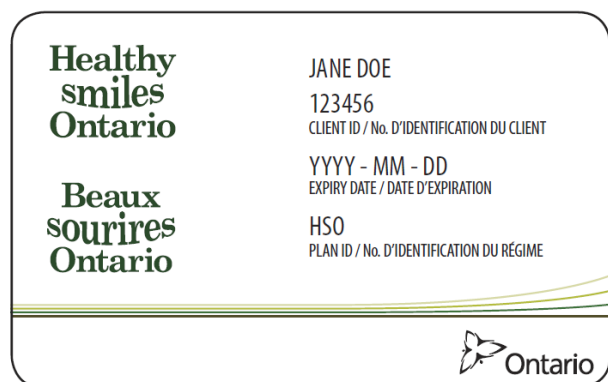 Healthy
smiles
Ontario
Beaux
sourires
Ontario
JANE DOE
123456
CLIENT ID / No. D'IDENTIFICATION DU CLIENT
YYYY - MM - DD
EXPIRY DATE / DATE D'EXPIRATION
HSO
PLAN ID / No. D'IDENTIFICATION DU RÉGIME
Ontario